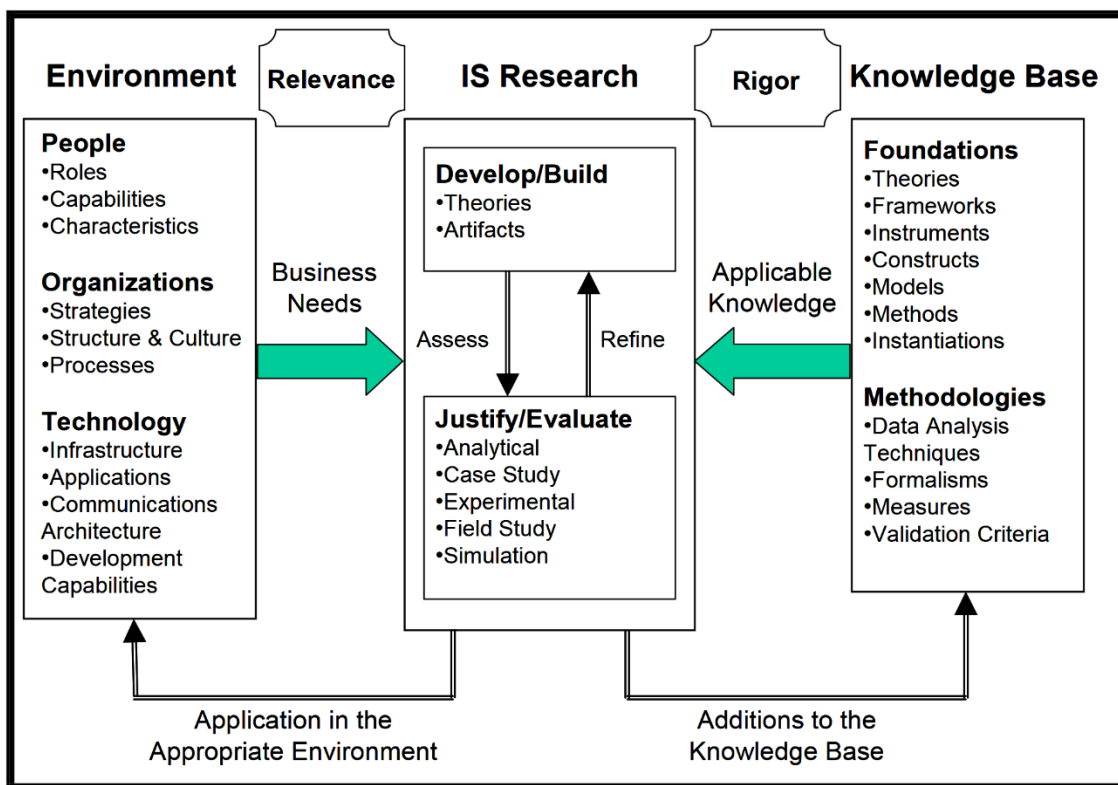 Environment
Relevance
IS Research
Rigor
Knowledge Base
People
•Roles
•Capabilities
•Characteristics
Organizations
•Strategies
•Structure & Culture
•Processes
Technology
•Infrastructure
•Applications
•Communications
Architecture
•Development
Capabilities
Business
Needs
Develop/Build
•Theories
•Artifacts
Assess
Refine
Justify/Evaluate
•Analytical
•Case Study
•Experimental
•Field Study
•Simulation
Applicable
Knowledge
Foundations
•Theories
•Frameworks
•Instruments
•Constructs
•Models
•Methods
•Instantiations
Methodologies
•Data Analysis
Techniques
•Formalisms
•Measures
•Validation Criteria
Application in the
Appropriate Environment
Additions to the
Knowledge Base